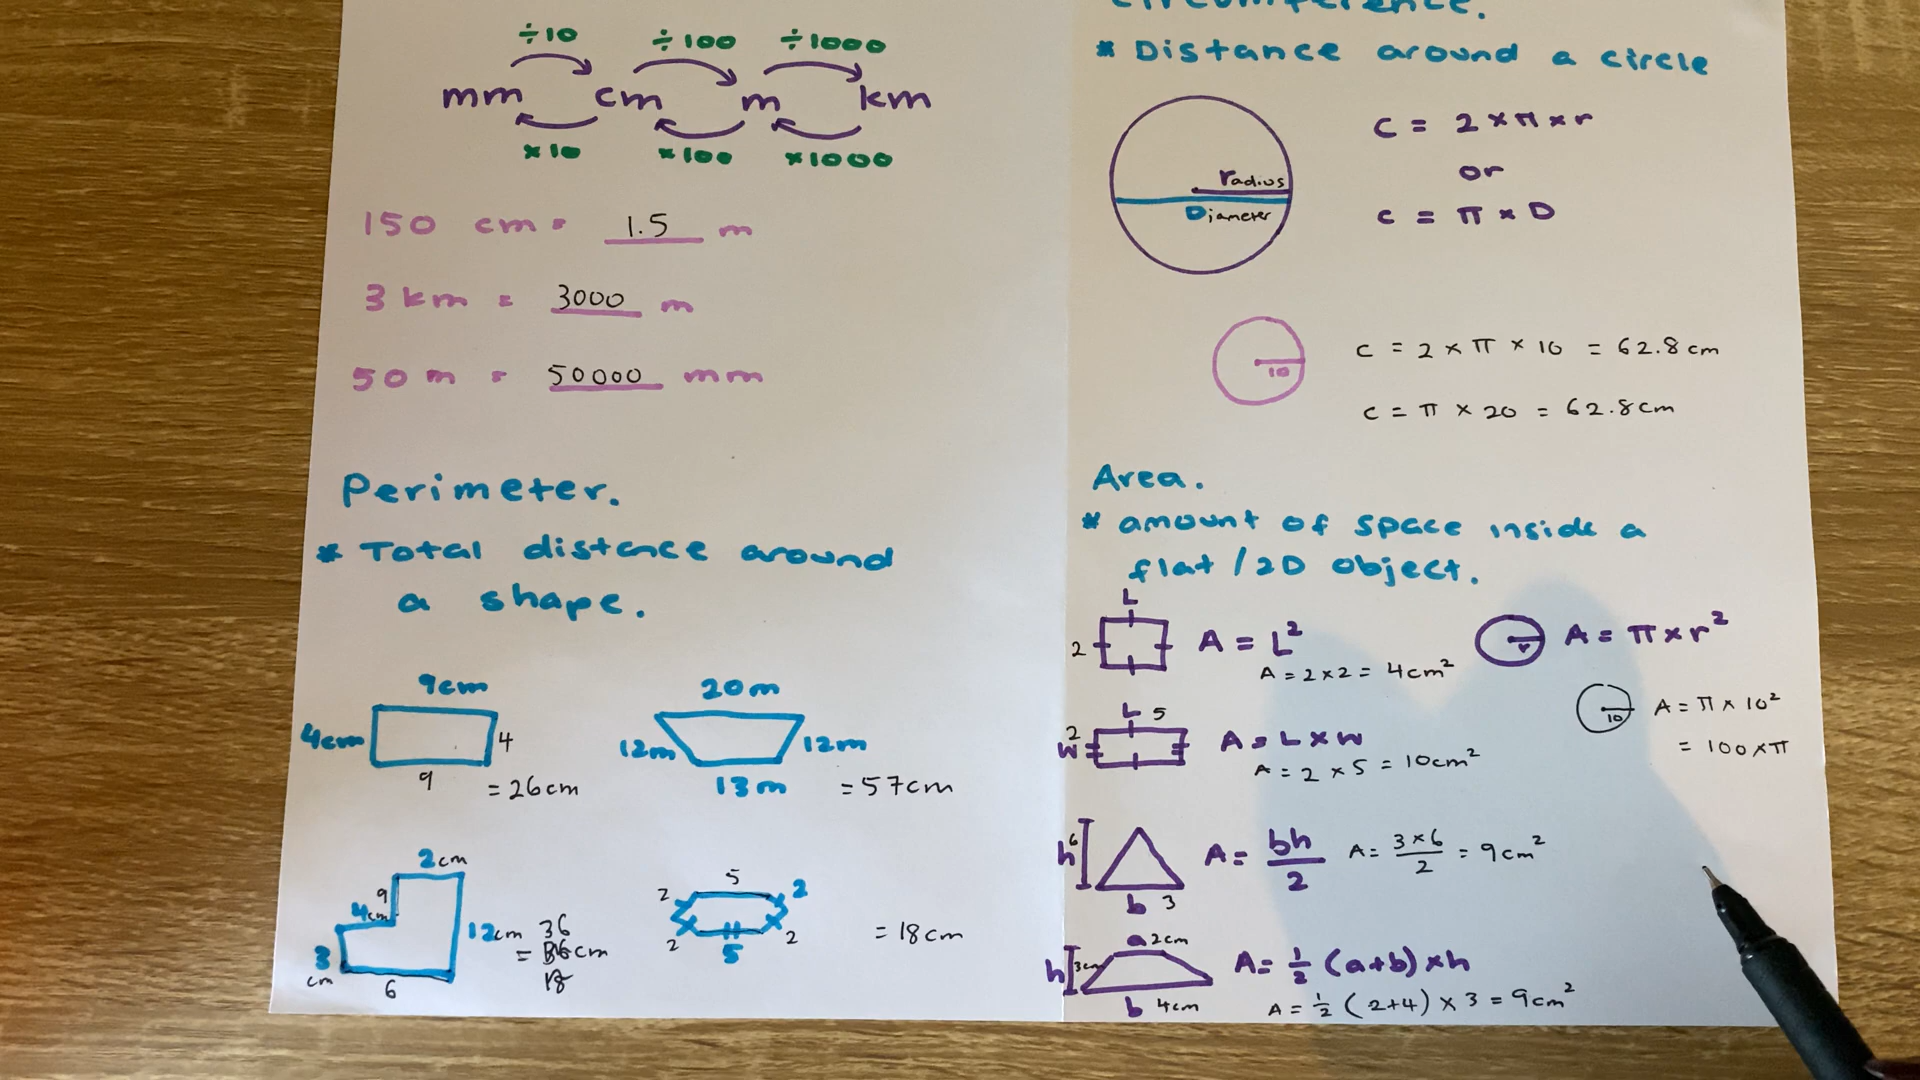 ÷10 ÷100 ÷1000
mm cm m km
×10 ×100 ×1000
150 cm = 1.5 m
3 km = 3000 m
50 m = 50000 mm
Perimeter.
* Total distance around
a shape.
9cm
4cm 4
9
= 26cm
20m
12m 12m
13m
= 57cm
2cm
9
4cm
12cm
3
cm
6
36
= cm
18
5
2 2
2 2
5
= 18cm
Circumference.
* Distance around a circle
radius
Diameter
C = 2 × π × r
or
C = π × D
10
C = 2 × π × 10 = 62.8 cm
C = π × 20 = 62.8cm
Area.
* amount of space inside a
flat / 2D object.
L
2
A = L²
A = 2×2 = 4cm²
r
A = π × r²
10
A = π × 10²
= 100×π
L 5
2
W
A = L × W
A = 2 × 5 = 10cm²
h 6
b 3
A = bh/2
A = 3×6/2 = 9cm²
a 2cm
h 3cm
b 4cm
A = ½ (a+b) × h
A = ½ (2+4) × 3 = 9cm²